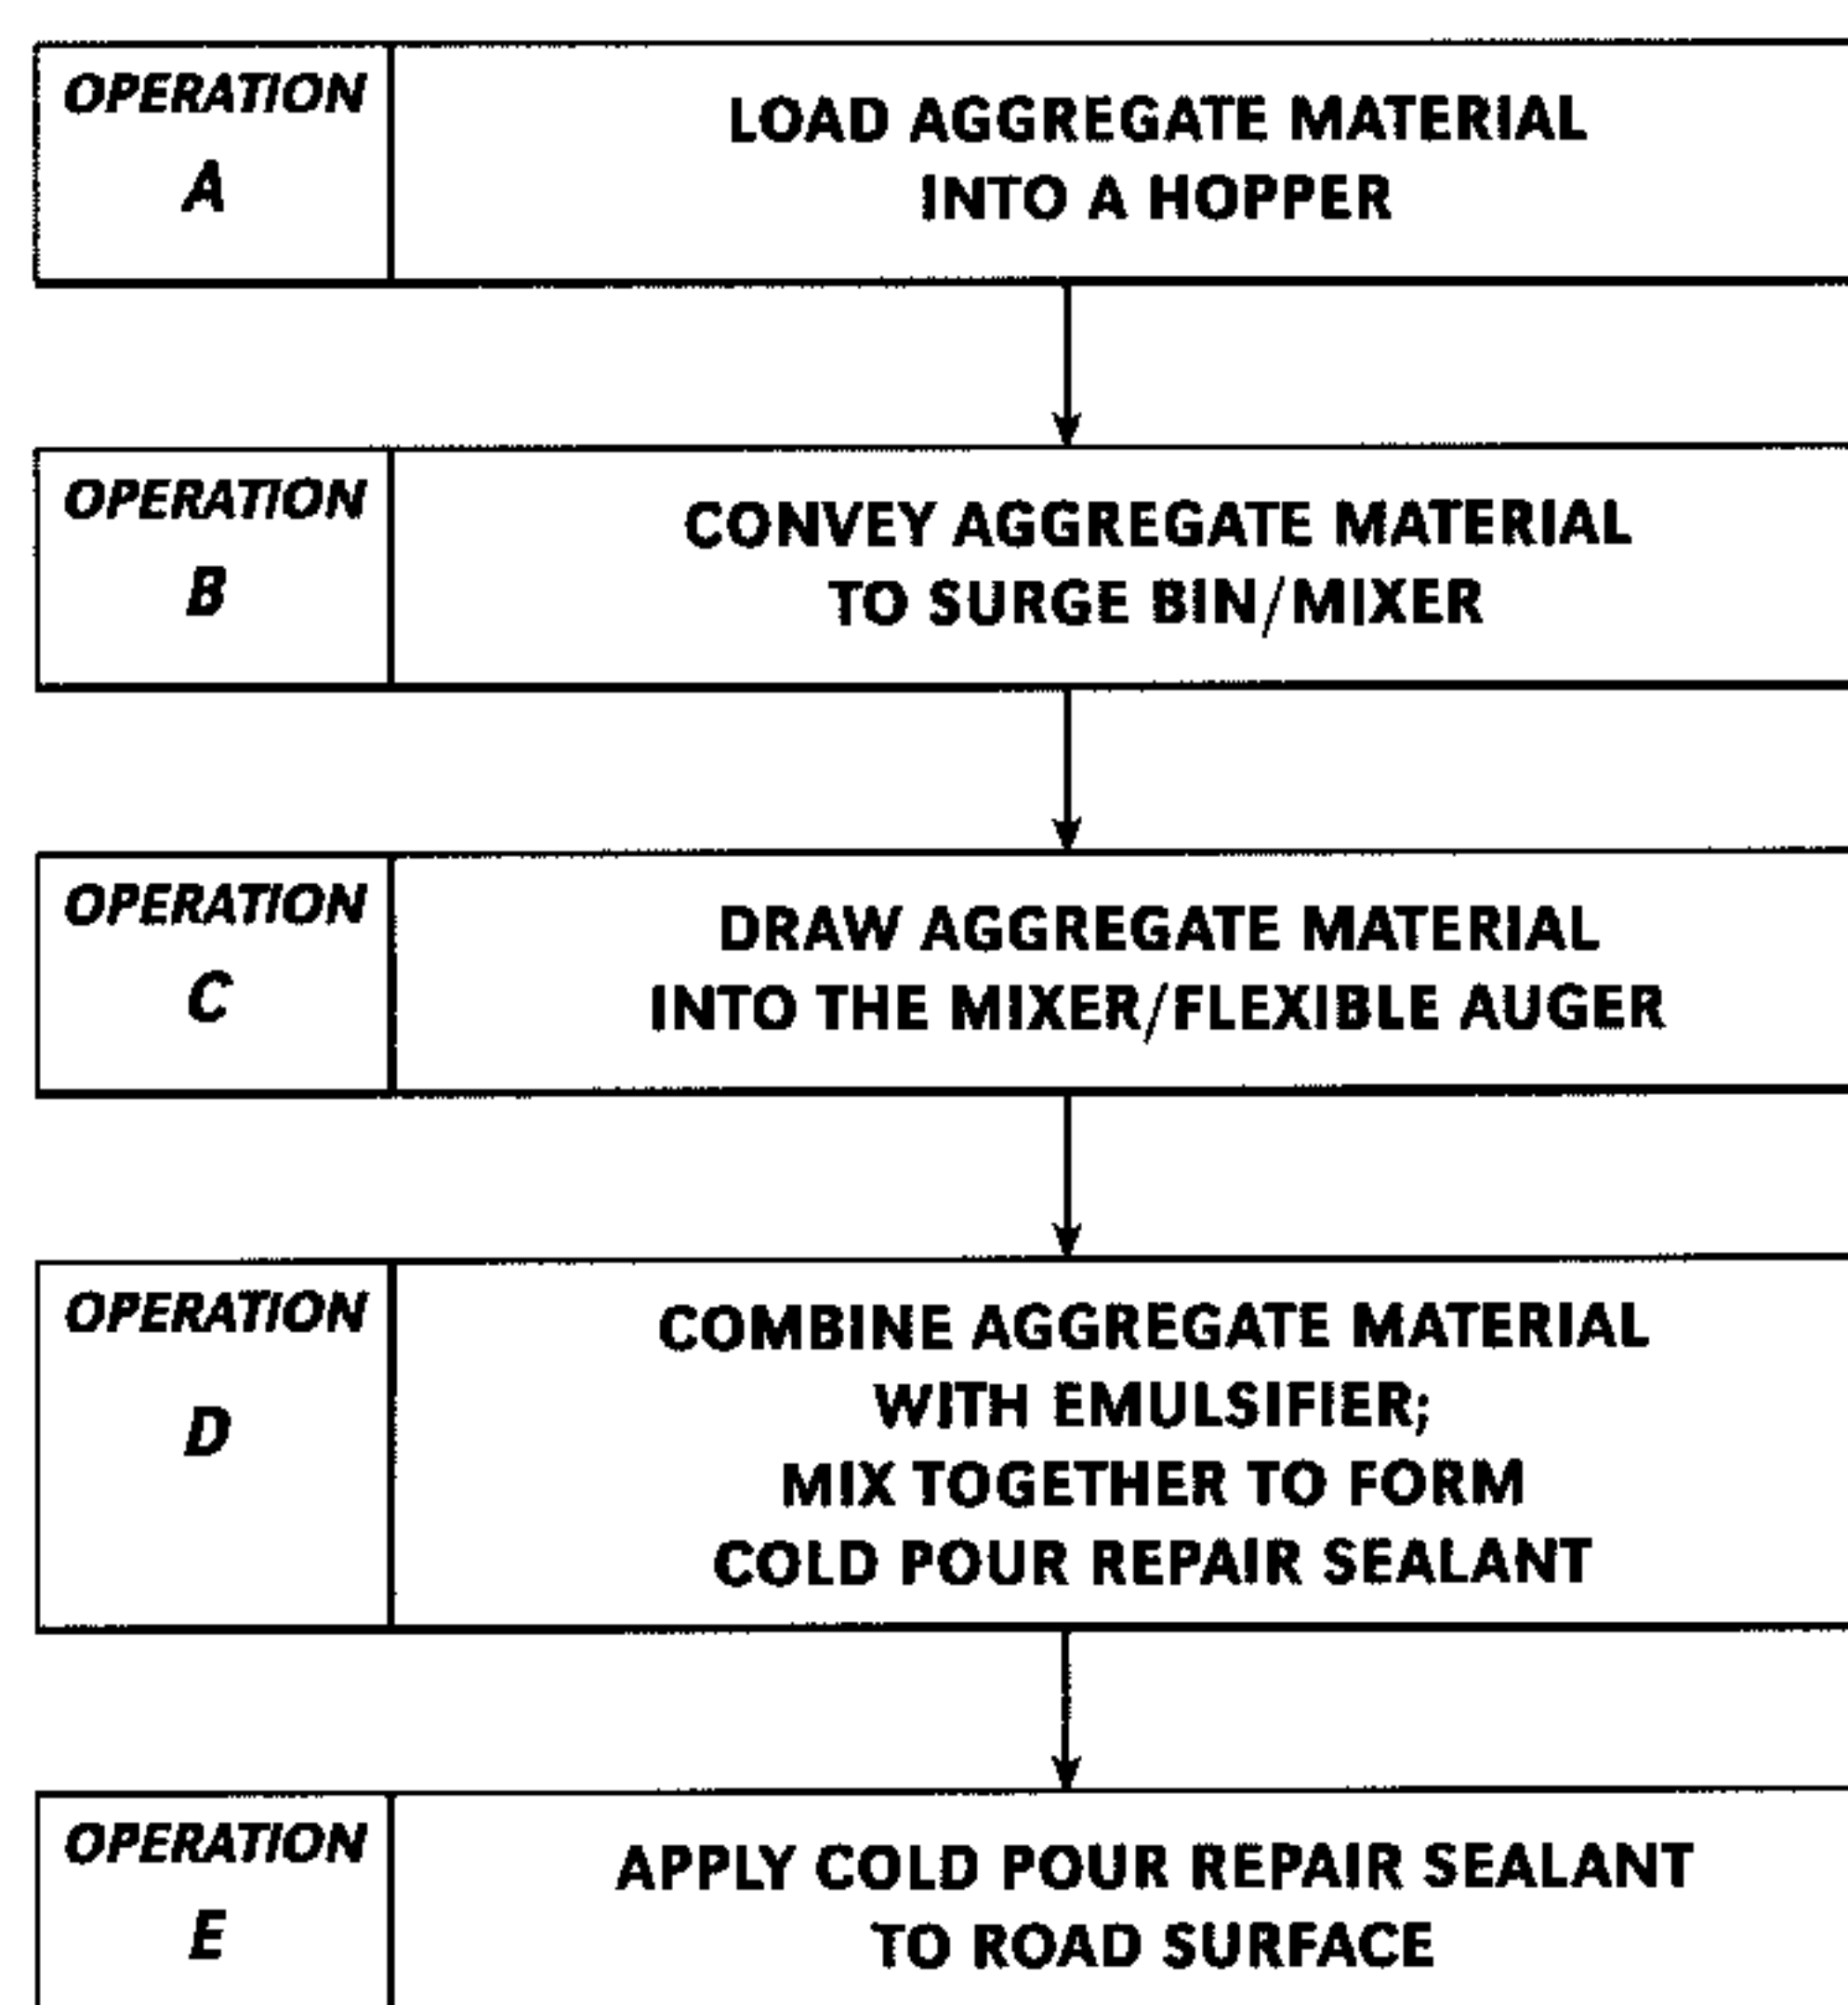 OPERATION
A
LOAD AGGREGATE MATERIAL
INTO A HOPPER
OPERATION
B
CONVEY AGGREGATE MATERIAL
TO SURGE BIN/MIXER
OPERATION
C
DRAW AGGREGATE MATERIAL
INTO THE MIXER/FLEXIBLE AUGER
OPERATION
D
COMBINE AGGREGATE MATERIAL
WITH EMULSIFIER;
MIX TOGETHER TO FORM
COLD POUR REPAIR SEALANT
OPERATION
E
APPLY COLD POUR REPAIR SEALANT
TO ROAD SURFACE